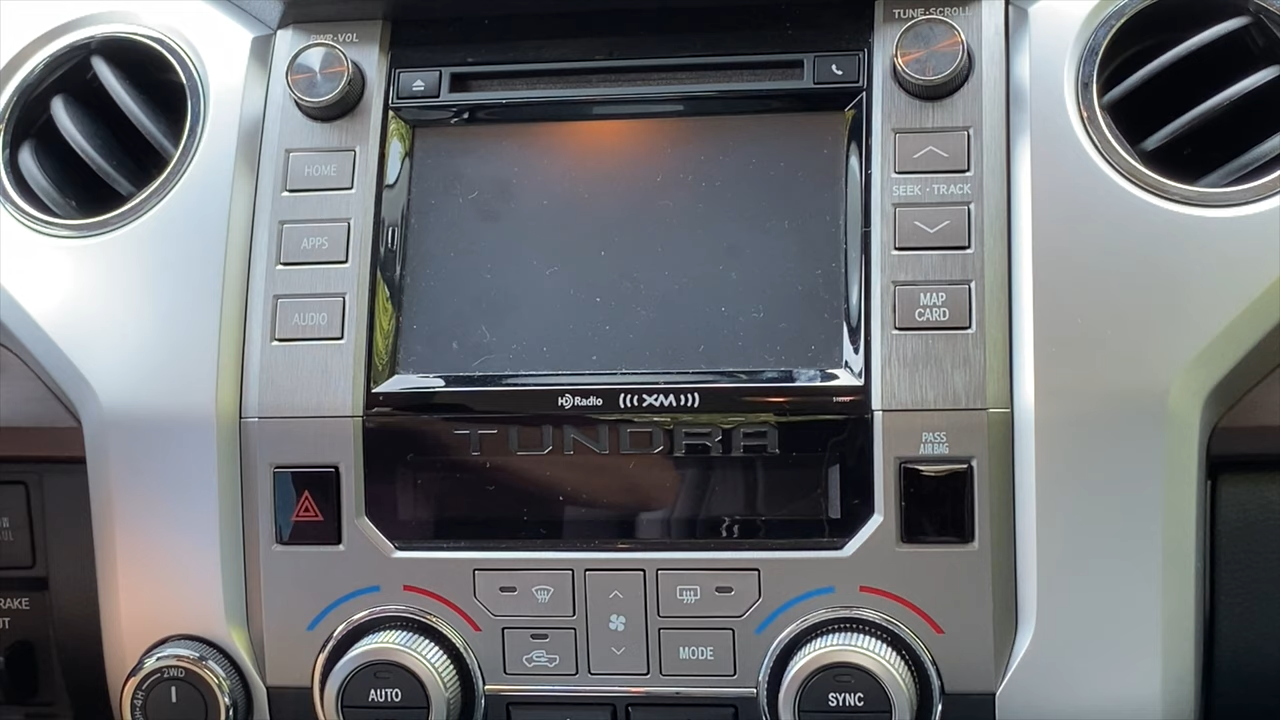 PWR·VOL
TUNE·SCROLL
HOME
APPS
AUDIO
SEEK · TRACK
MAP
CARD
HD Radio
((( XM )))
TUNDRA
PASS
AIR BAG
MODE
AUTO
SYNC
2WD